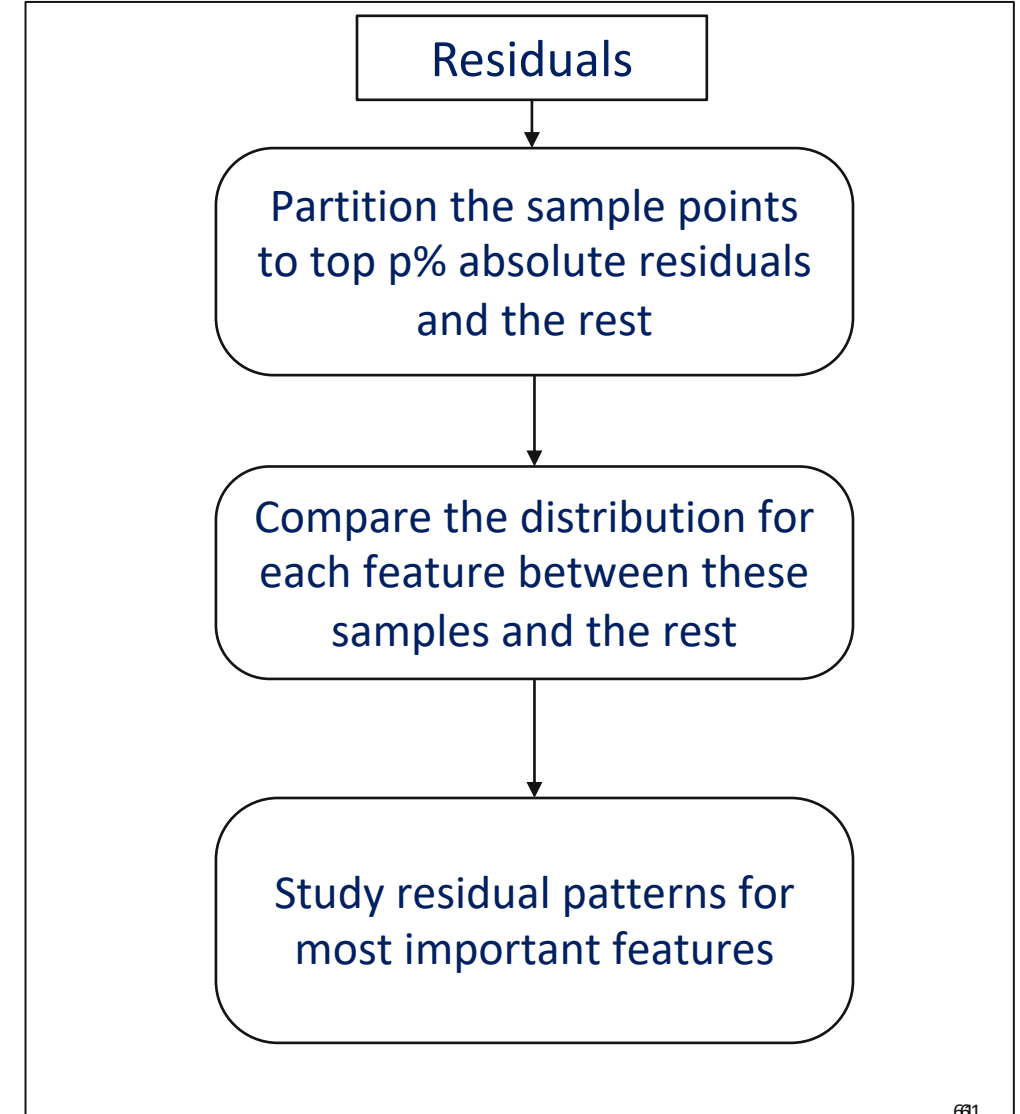 Residuals
Partition the sample points
to top p% absolute residuals
and the rest
Compare the distribution for
each feature between these
samples and the rest
Study residual patterns for
most important features